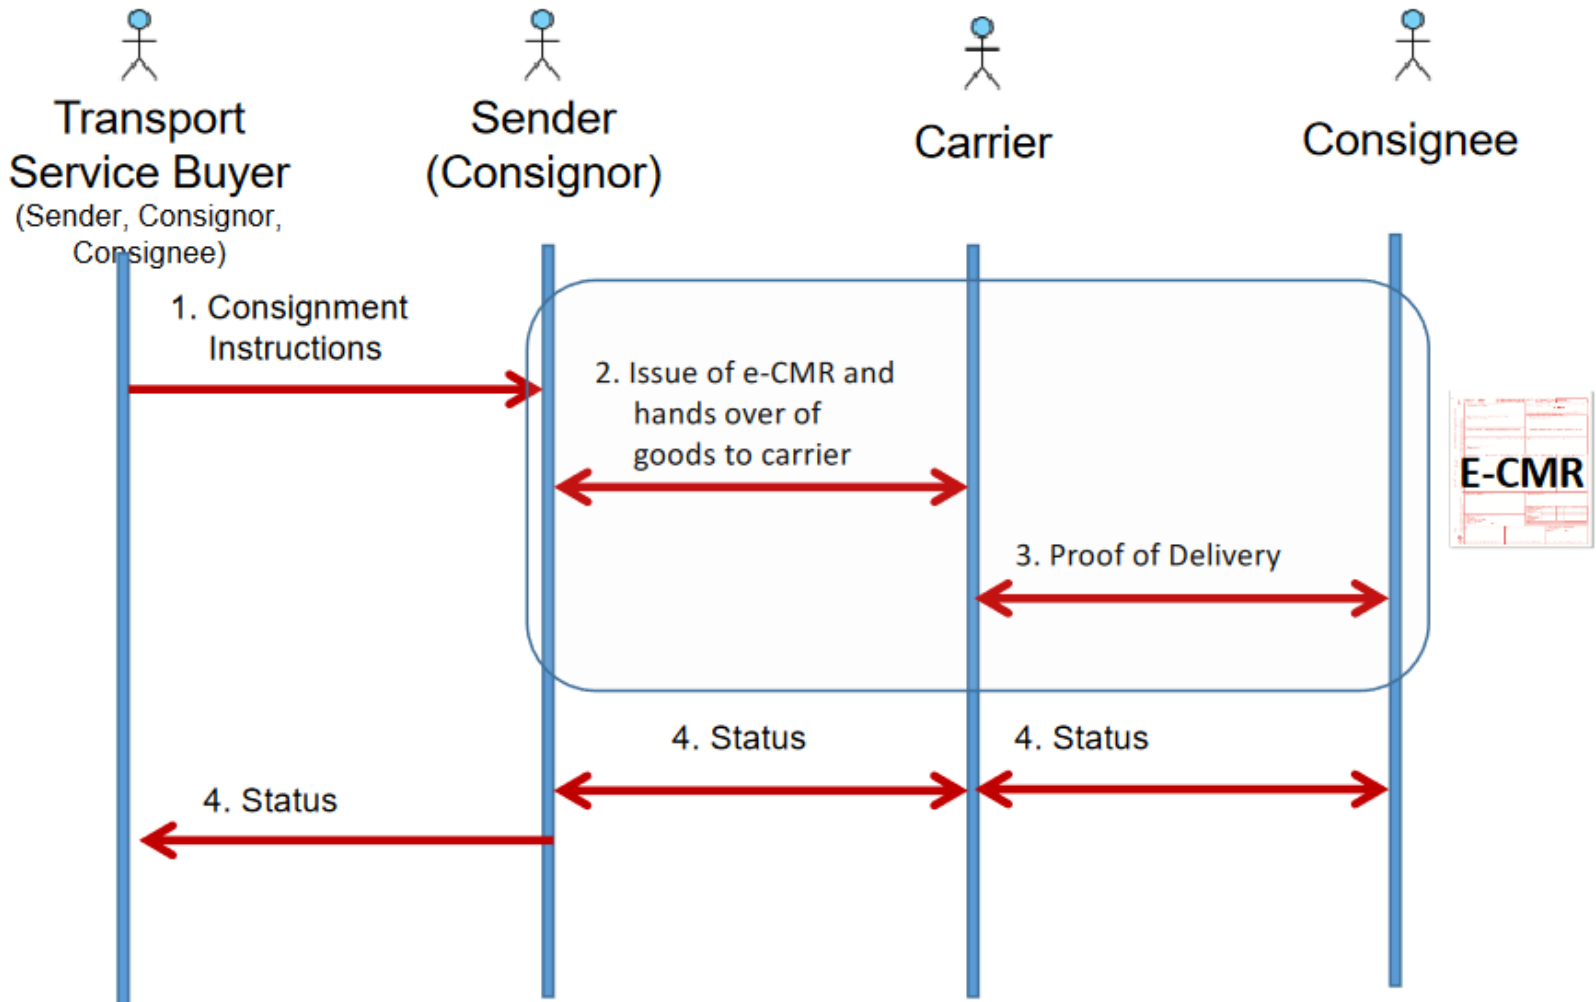 Transport
Service Buyer
(Sender, Consignor,
Consignee)
Sender
(Consignor)
Carrier
Consignee
1. Consignment
Instructions
2. Issue of e-CMR and
hands over of
goods to carrier
E-CMR
3. Proof of Delivery
4. Status
4. Status
4. Status